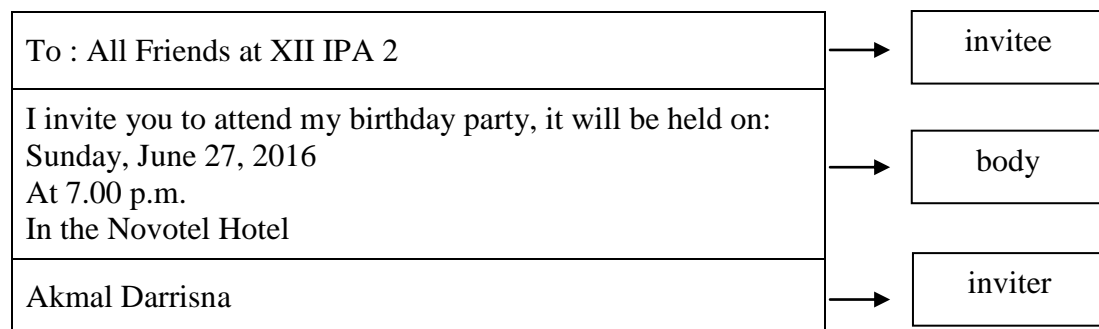 To : All Friends at XII IPA 2
invitee
I invite you to attend my birthday party, it will be held on:
Sunday, June 27, 2016
At 7.00 p.m.
In the Novotel Hotel
body
Akmal Darrisna
inviter